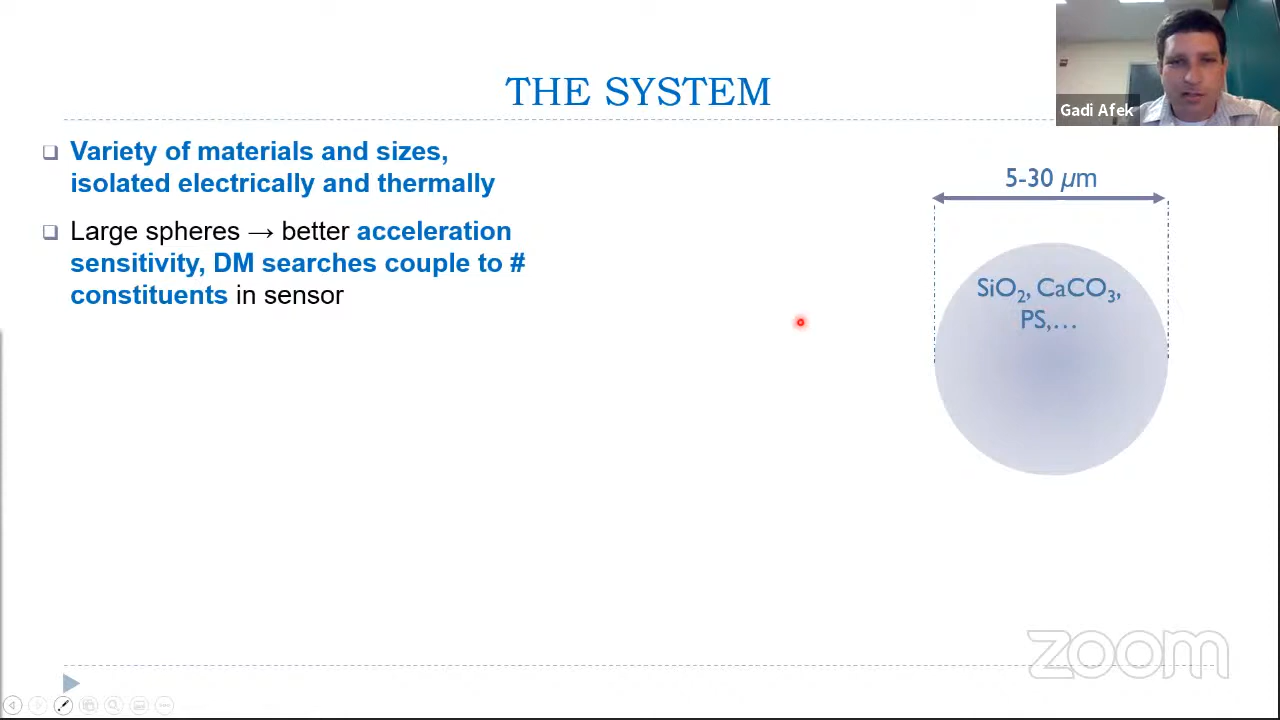 THE SYSTEM
Gadi Afek
Variety of materials and sizes,
isolated electrically and thermally
Large spheres → better acceleration
sensitivity, DM searches couple to #
constituents in sensor
5-30 µm
SiO₂, CaCO₃,
PS,…
zoom